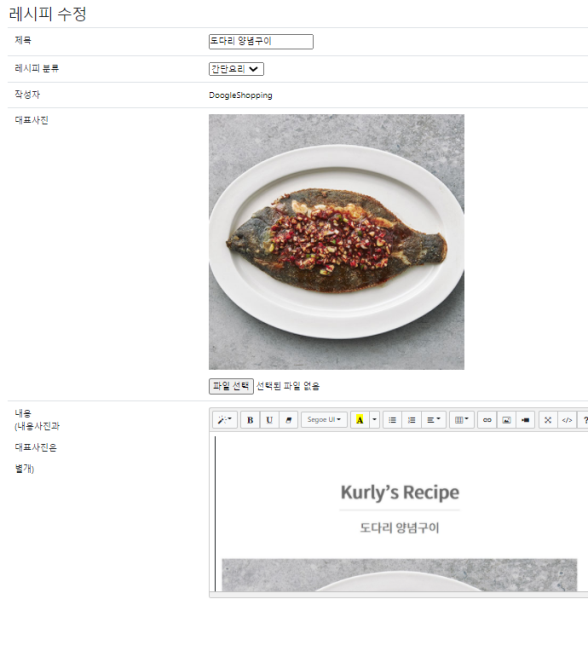 레시피 수정
제목
도다리 양념구이
레시피 분류
간단요리
작성자
DoogleShopping
대표사진
파일 선택 선택된 파일 없음
내용
(내용사진과
대표사진은
별개)
B U Segoe UI A </> ?
Kurly's Recipe
도다리 양념구이